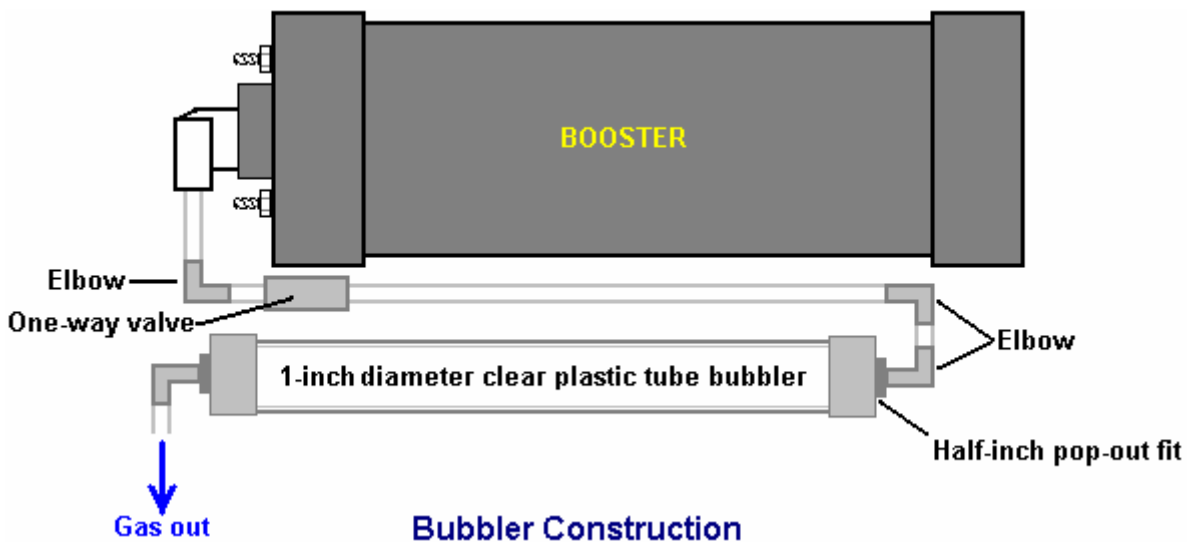 BOOSTER
Elbow
One-way valve
Elbow
1-inch diameter clear plastic tube bubbler
Half-inch pop-out fit
Gas out
Bubbler Construction